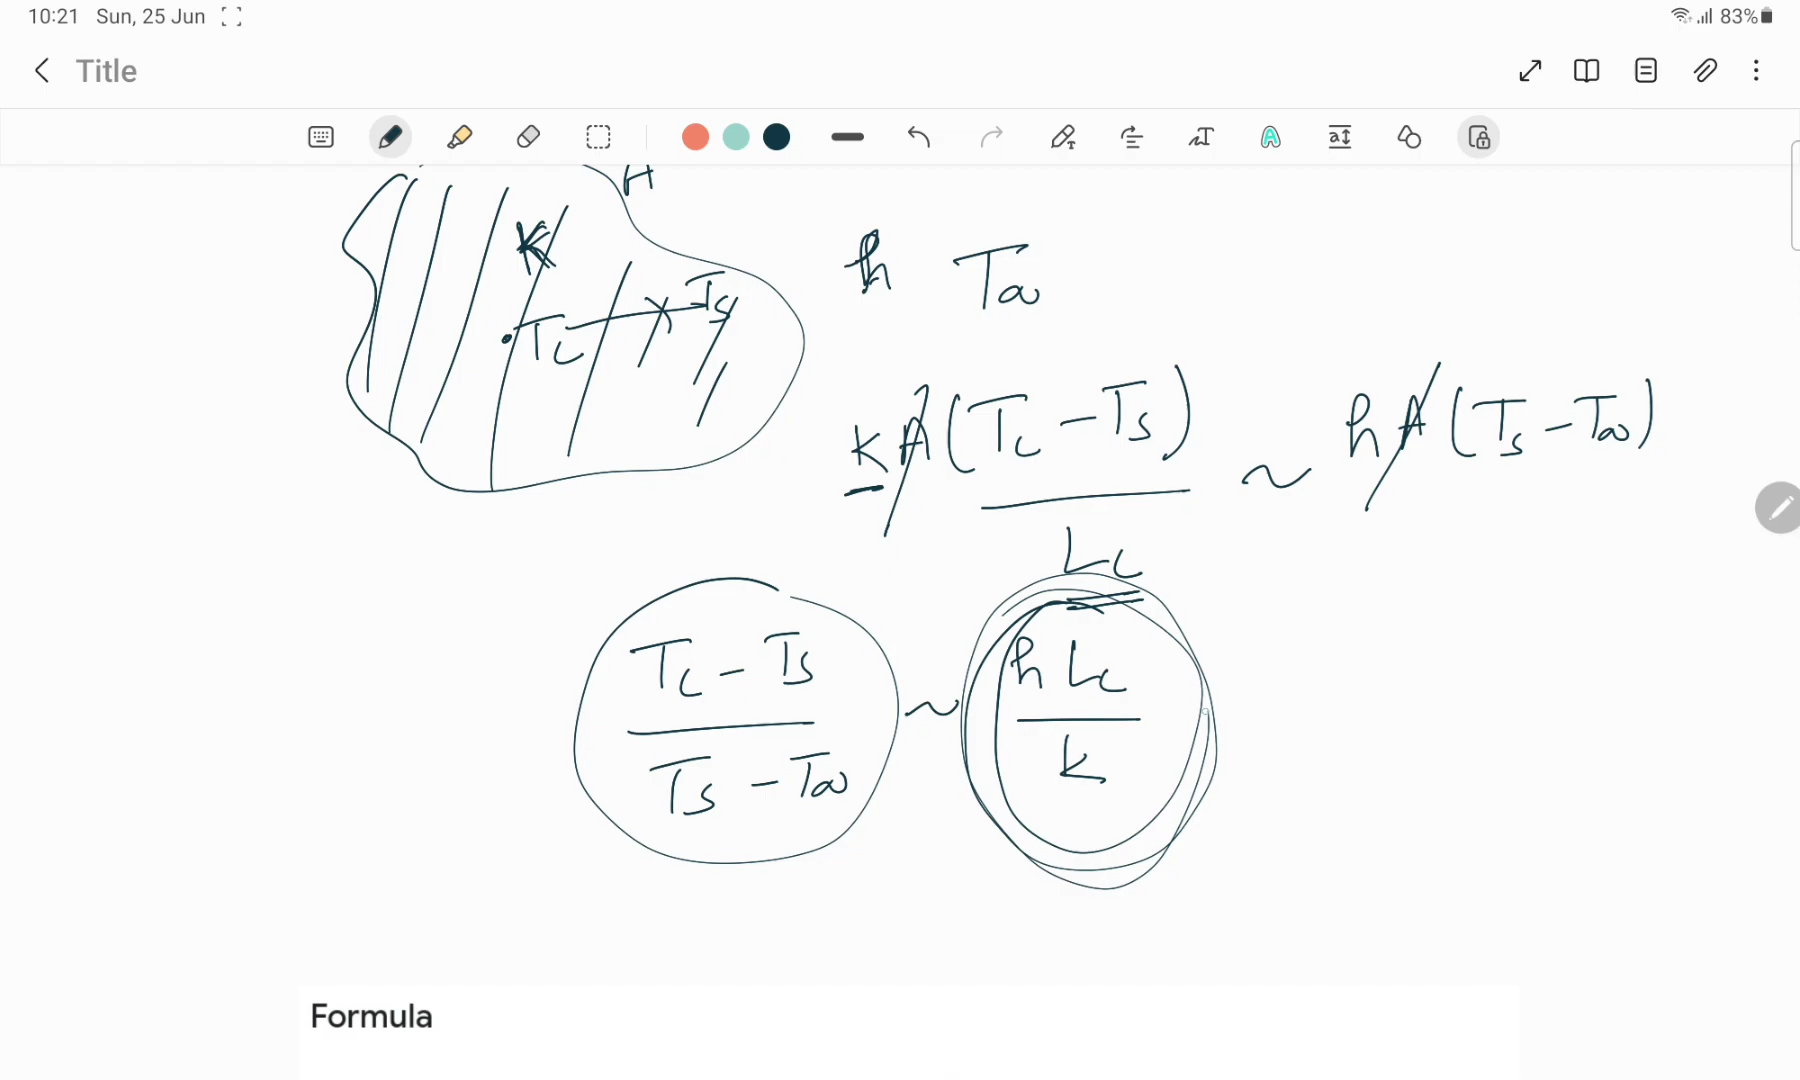 10:21 Sun, 25 Jun
83%
Title
A
K
h T∞
Tc Ts
kA(Tc - Ts) / Lc ~ hA(Ts - T∞)
Tc - Ts / Ts - T∞ ~ hLc / k
Formula